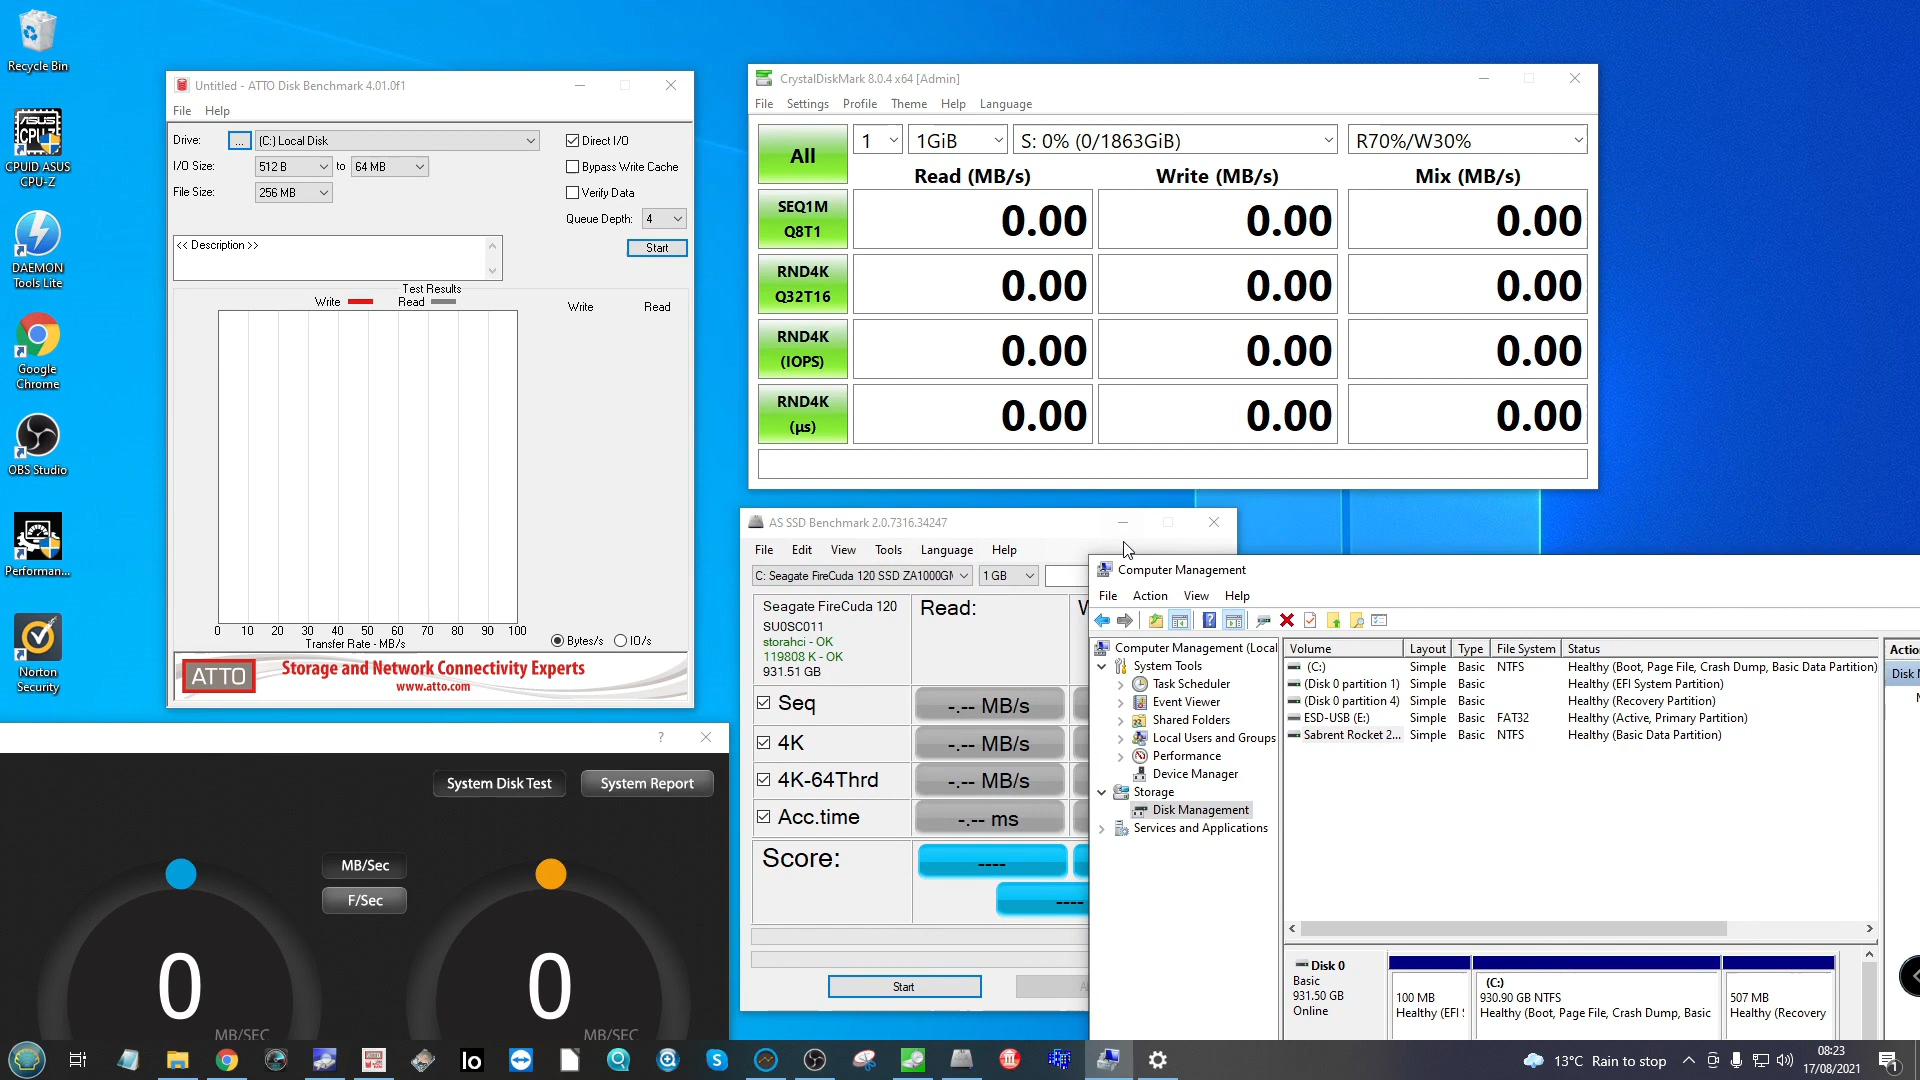 Recycle Bin
CPUID ASUS
CPU-Z
DAEMON
Tools Lite
Google
Chrome
OBS Studio
Performan...
Norton
Security
Untitled - ATTO Disk Benchmark 4.01.0f1
File Help
Drive: ... (C:) Local Disk
I/O Size: 512 B to 64 MB
File Size: 256 MB
Direct I/O
Bypass Write Cache
Verify Data
Queue Depth: 4
<< Description >>
Start
Test Results
Write Read
Write Read
0 10 20 30 40 50 60 70 80 90 100
Transfer Rate - MB/s
Bytes/s IO/s
ATTO
Storage and Network Connectivity Experts
www.atto.com
CrystalDiskMark 8.0.4 x64 [Admin]
File Settings Profile Theme Help Language
All 1 1GiB S: 0% (0/1863GiB) R70%/W30%
Read (MB/s) Write (MB/s) Mix (MB/s)
SEQ1M
Q8T1
0.00 0.00 0.00
RND4K
Q32T16
0.00 0.00 0.00
RND4K
(IOPS)
0.00 0.00 0.00
RND4K
(µs)
0.00 0.00 0.00
AS SSD Benchmark 2.0.7316.34247
File Edit View Tools Language Help
C: Seagate FireCuda 120 SSD ZA1000GM 1 GB
Seagate FireCuda 120
SU0SC011
storahci - OK
119808 K - OK
931.51 GB
Read:
W
Seq -.-- MB/s
4K -.-- MB/s
4K-64Thrd -.-- MB/s
Acc.time -.-- ms
Score: ----
----
Start
Computer Management
File Action View Help
Computer Management (Local
System Tools
Task Scheduler
Event Viewer
Shared Folders
Local Users and Groups
Performance
Device Manager
Storage
Disk Management
Services and Applications
Volume Layout Type File System Status
(C:) Simple Basic NTFS Healthy (Boot, Page File, Crash Dump, Basic Data Partition)
(Disk 0 partition 1) Simple Basic Healthy (EFI System Partition)
(Disk 0 partition 4) Simple Basic Healthy (Recovery Partition)
ESD-USB (E:) Simple Basic FAT32 Healthy (Active, Primary Partition)
Sabrent Rocket 2... Simple Basic NTFS Healthy (Basic Data Partition)
Actio
Disk M
Disk 0
Basic
931.50 GB
Online
100 MB
Healthy (EFI S
(C:)
930.90 GB NTFS
Healthy (Boot, Page File, Crash Dump, Basic
507 MB
Healthy (Recovery
?
System Disk Test System Report
MB/Sec
F/Sec
0
MB/SEC
0
MB/SEC
Io
13°C Rain to stop
08:23
17/08/2021
1